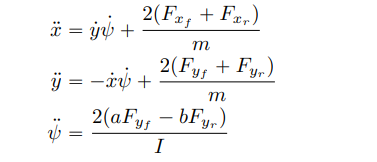 ẍ = ẏψ̇ + 2(F_{x_f} + F_{x_r}) / m
ÿ = −ẋψ̇ + 2(F_{y_f} + F_{y_r}) / m
ψ̈ = 2(aF_{y_f} − bF_{y_r}) / I